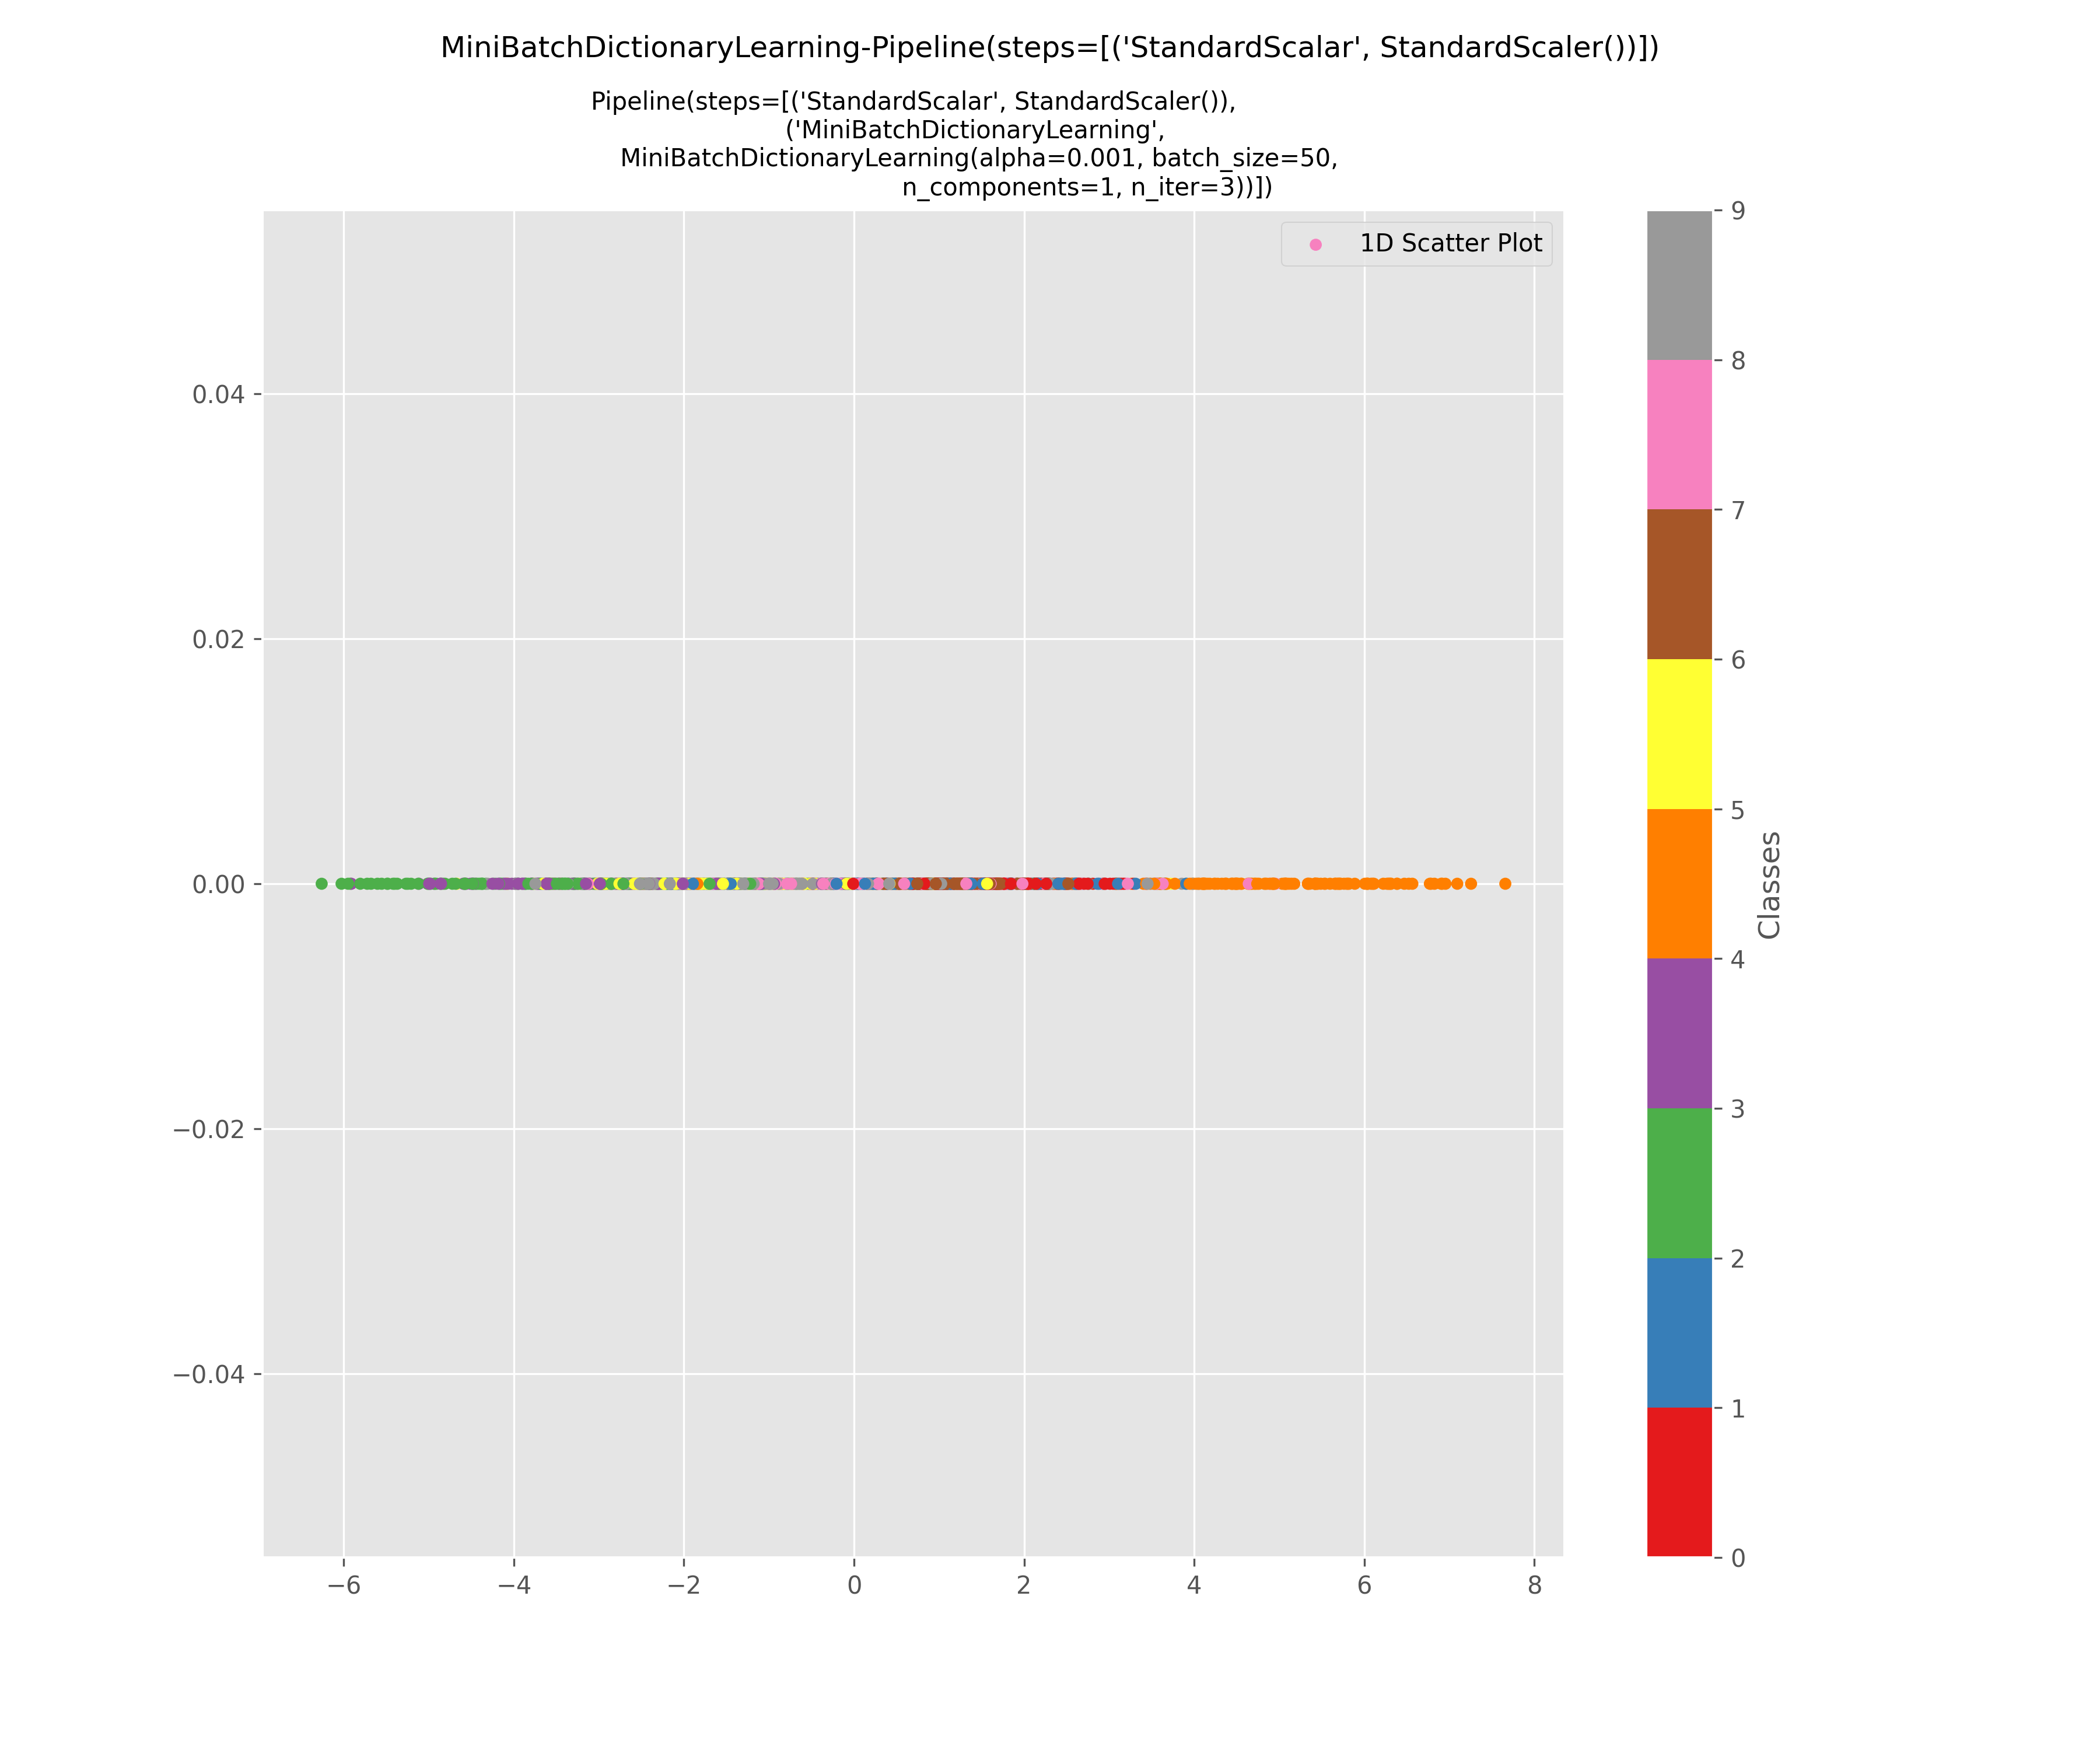 MiniBatchDictionaryLearning-Pipeline(steps=[('StandardScalar', StandardScaler())])
Pipeline(steps=[('StandardScalar', StandardScaler()),
('MiniBatchDictionaryLearning',
MiniBatchDictionaryLearning(alpha=0.001, batch_size=50,
n_components=1, n_iter=3))])
1D Scatter Plot
0.04
0.02
0.00
−0.02
−0.04
−6 −4 −2 0 2 4 6 8
9
8
7
6
5
4
3
2
1
0
Classes